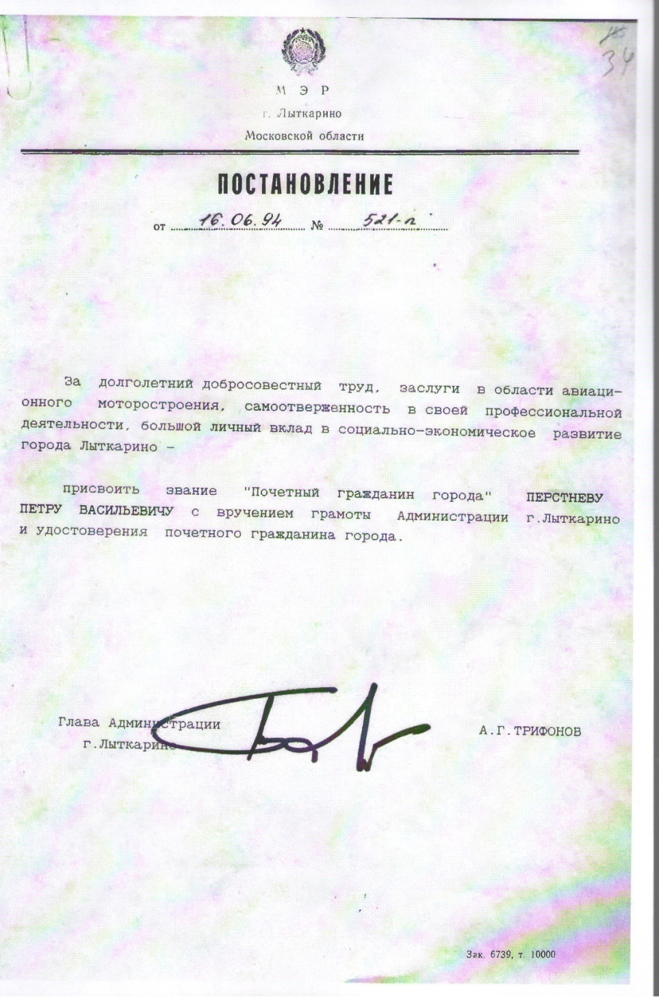 34
М Э Р
г. Лыткарино
Московской области
ПОСТАНОВЛЕНИЕ
от 16.06.94 № 521-п
За долголетний добросовестный труд, заслуги в области авиаци-
онного моторостроения, самоотверженность в своей профессиональной
деятельности, большой личный вклад в социально-экономическое развитие
города Лыткарино -
присвоить звание "Почетный гражданин города" ПЕРСТНЕВУ
ПЕТРУ ВАСИЛЬЕВИЧУ с вручением грамоты Администрации г.Лыткарино
и удостоверения почетного гражданина города.
Глава Администрации
г.Лыткарино
А.Г.ТРИФОНОВ
Зак. 6739, т. 10000